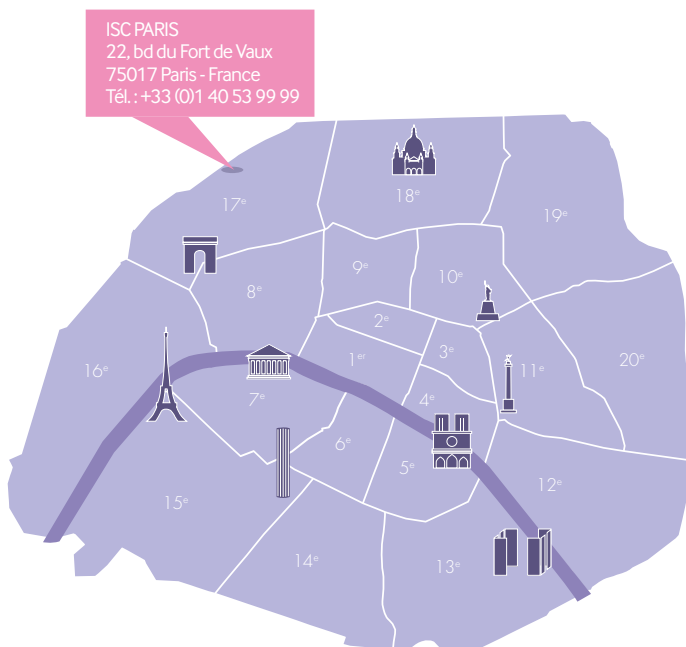 ISC PARIS
22, bd du Fort de Vaux
75017 Paris - France
Tél. : +33 (0)1 40 53 99 99
17e
18e
19e
9e
10e
8e
2e
3e
1er
11e
20e
16e
7e
4e
6e
5e
12e
15e
14e
13e